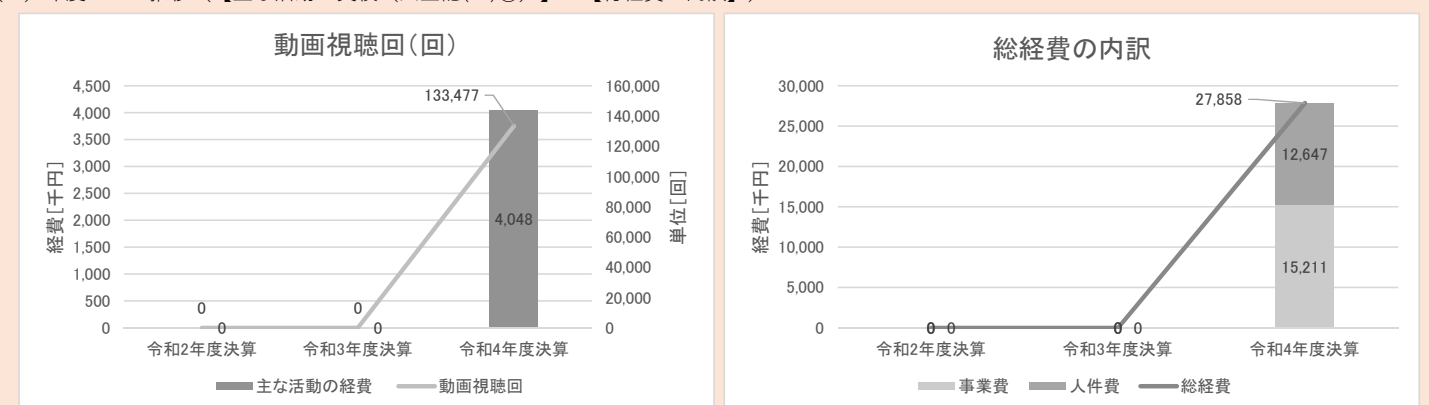 動画視聴回(回)
4,500
4,000
3,500
3,000
2,500
2,000
1,500
1,000
500
0
経費[千円]
160,000
140,000
120,000
100,000
80,000
60,000
40,000
20,000
0
単位[回]
133,477
4,048
0
0
0
0
令和2年度決算
令和3年度決算
令和4年度決算
主な活動の経費
動画視聴回
総経費の内訳
30,000
25,000
20,000
15,000
10,000
5,000
0
経費[千円]
27,858
12,647
15,211
0
0
0
0
令和2年度決算
令和3年度決算
令和4年度決算
事業費
人件費
総経費